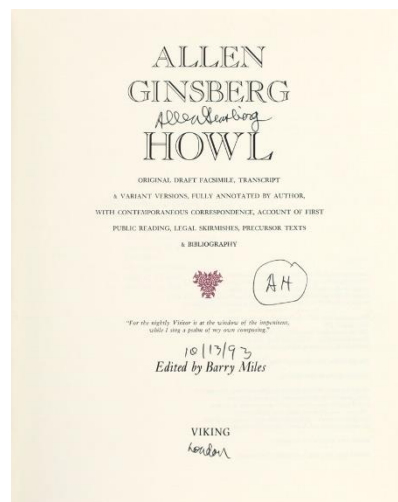 ALLEN
GINSBERG
Allen Ginsberg
HOWL
ORIGINAL DRAFT FACSIMILE, TRANSCRIPT
& VARIANT VERSIONS, FULLY ANNOTATED BY AUTHOR,
WITH CONTEMPORANEOUS CORRESPONDENCE, ACCOUNT OF FIRST
PUBLIC READING, LEGAL SKIRMISHES, PRECURSOR TEXTS
& BIBLIOGRAPHY
AH
"For the nightly Visitor is at the window of the impenitent,
while I sing a psalm of my own composing."
10/13/93
Edited by Barry Miles
VIKING
London